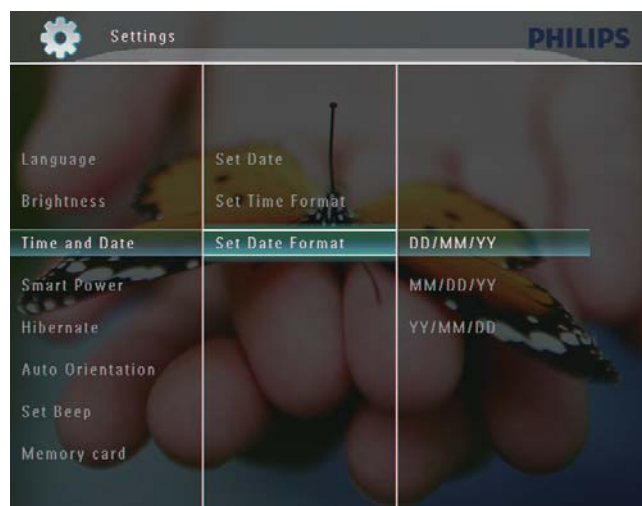 Settings
PHILIPS
Language
Brightness
Time and Date
Smart Power
Hibernate
Auto Orientation
Set Beep
Memory card
Set Date
Set Time Format
Set Date Format
DD/MM/YY
MM/DD/YY
YY/MM/DD